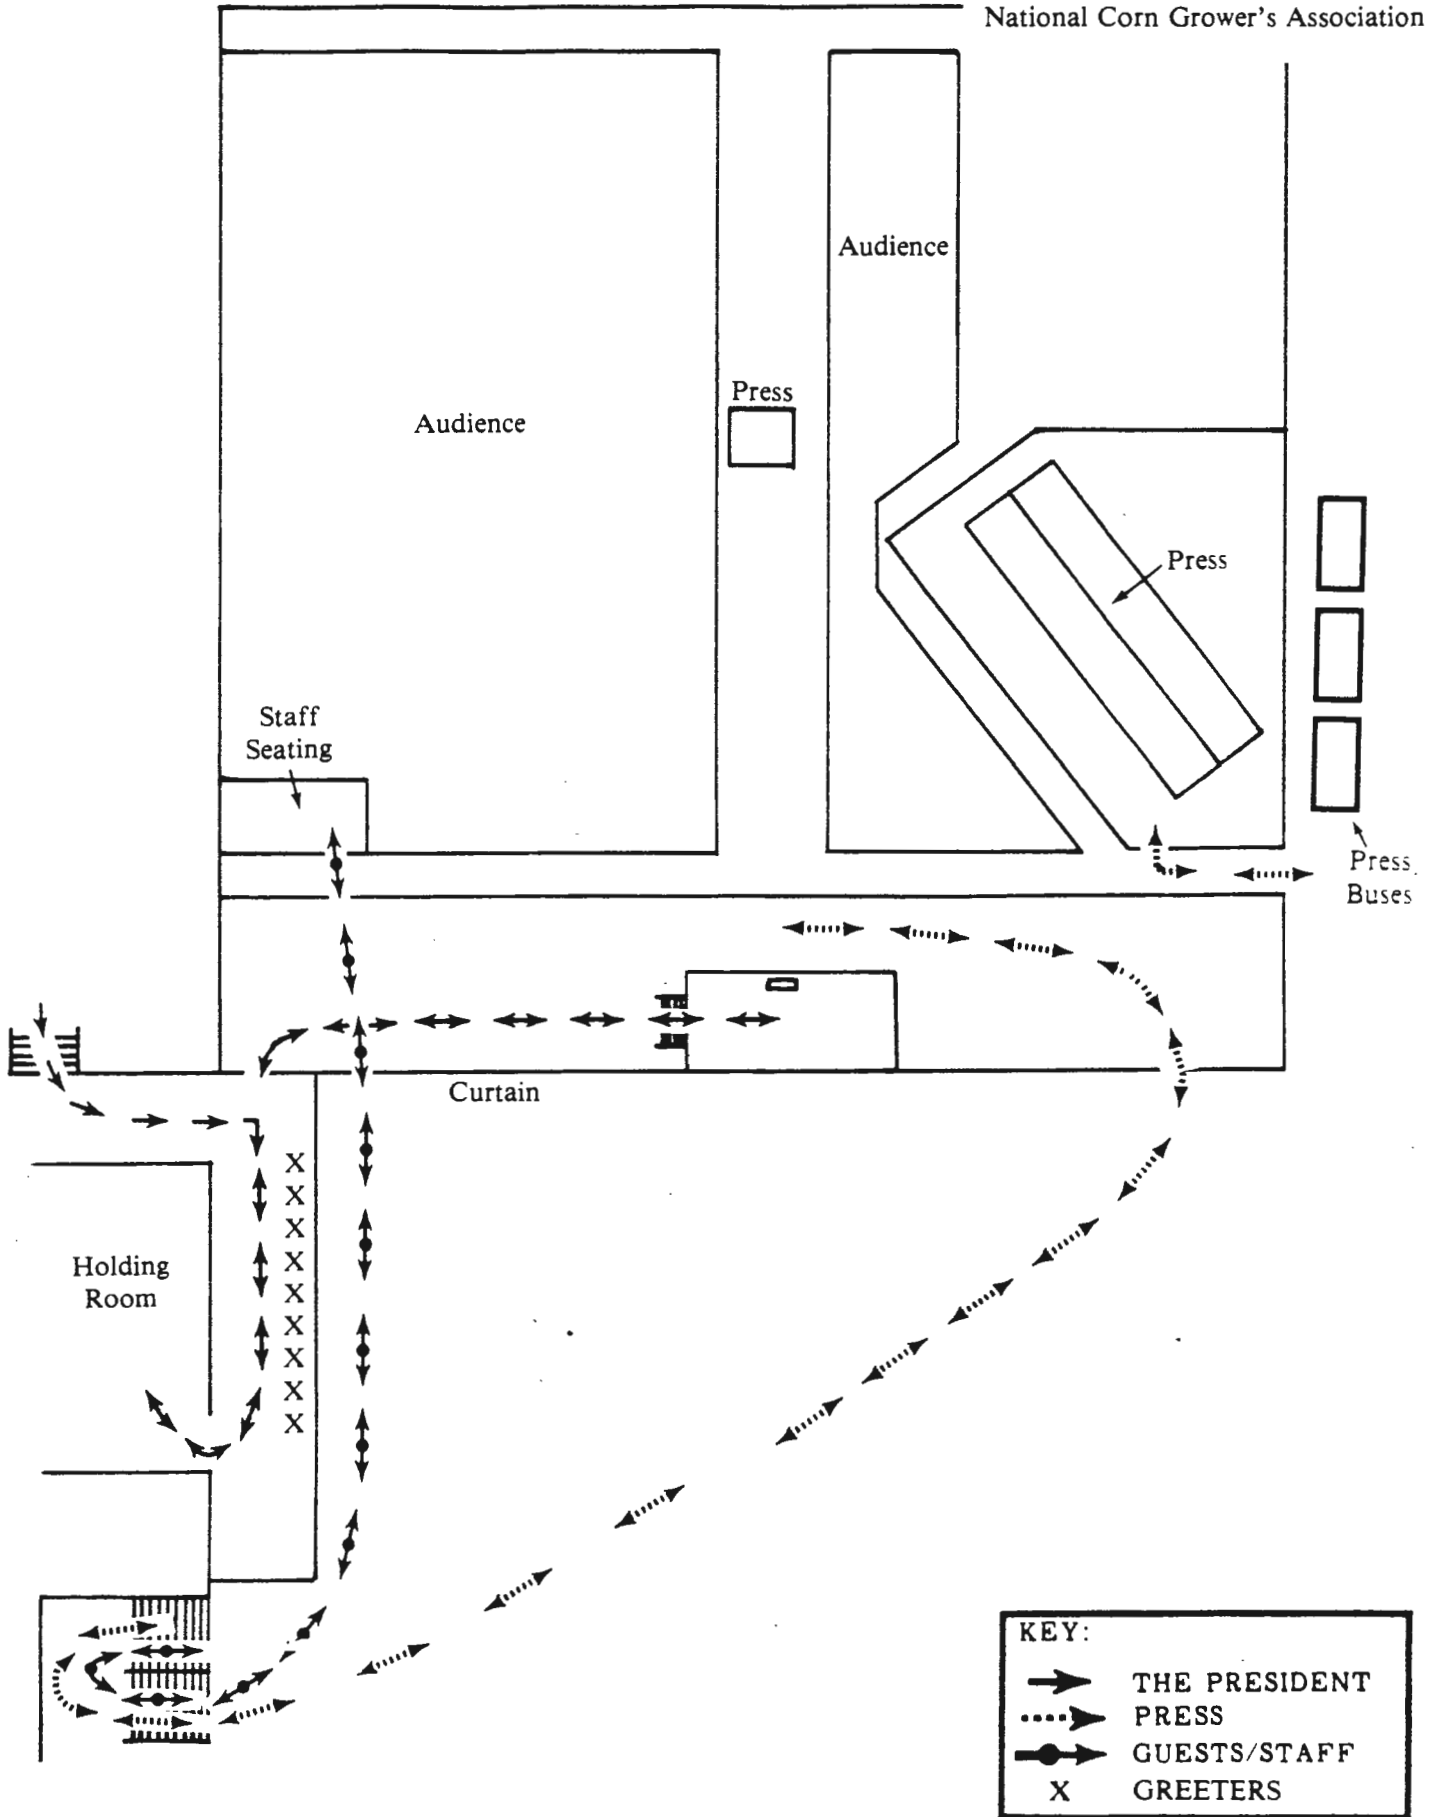 National Corn Grower's Association
Audience
Press
Audience
Press
Staff
Seating
Press
Buses
Curtain
X
X
X
X
X
X
X
X
X
Holding
Room
KEY:
THE PRESIDENT
PRESS
GUESTS/STAFF
X GREETERS